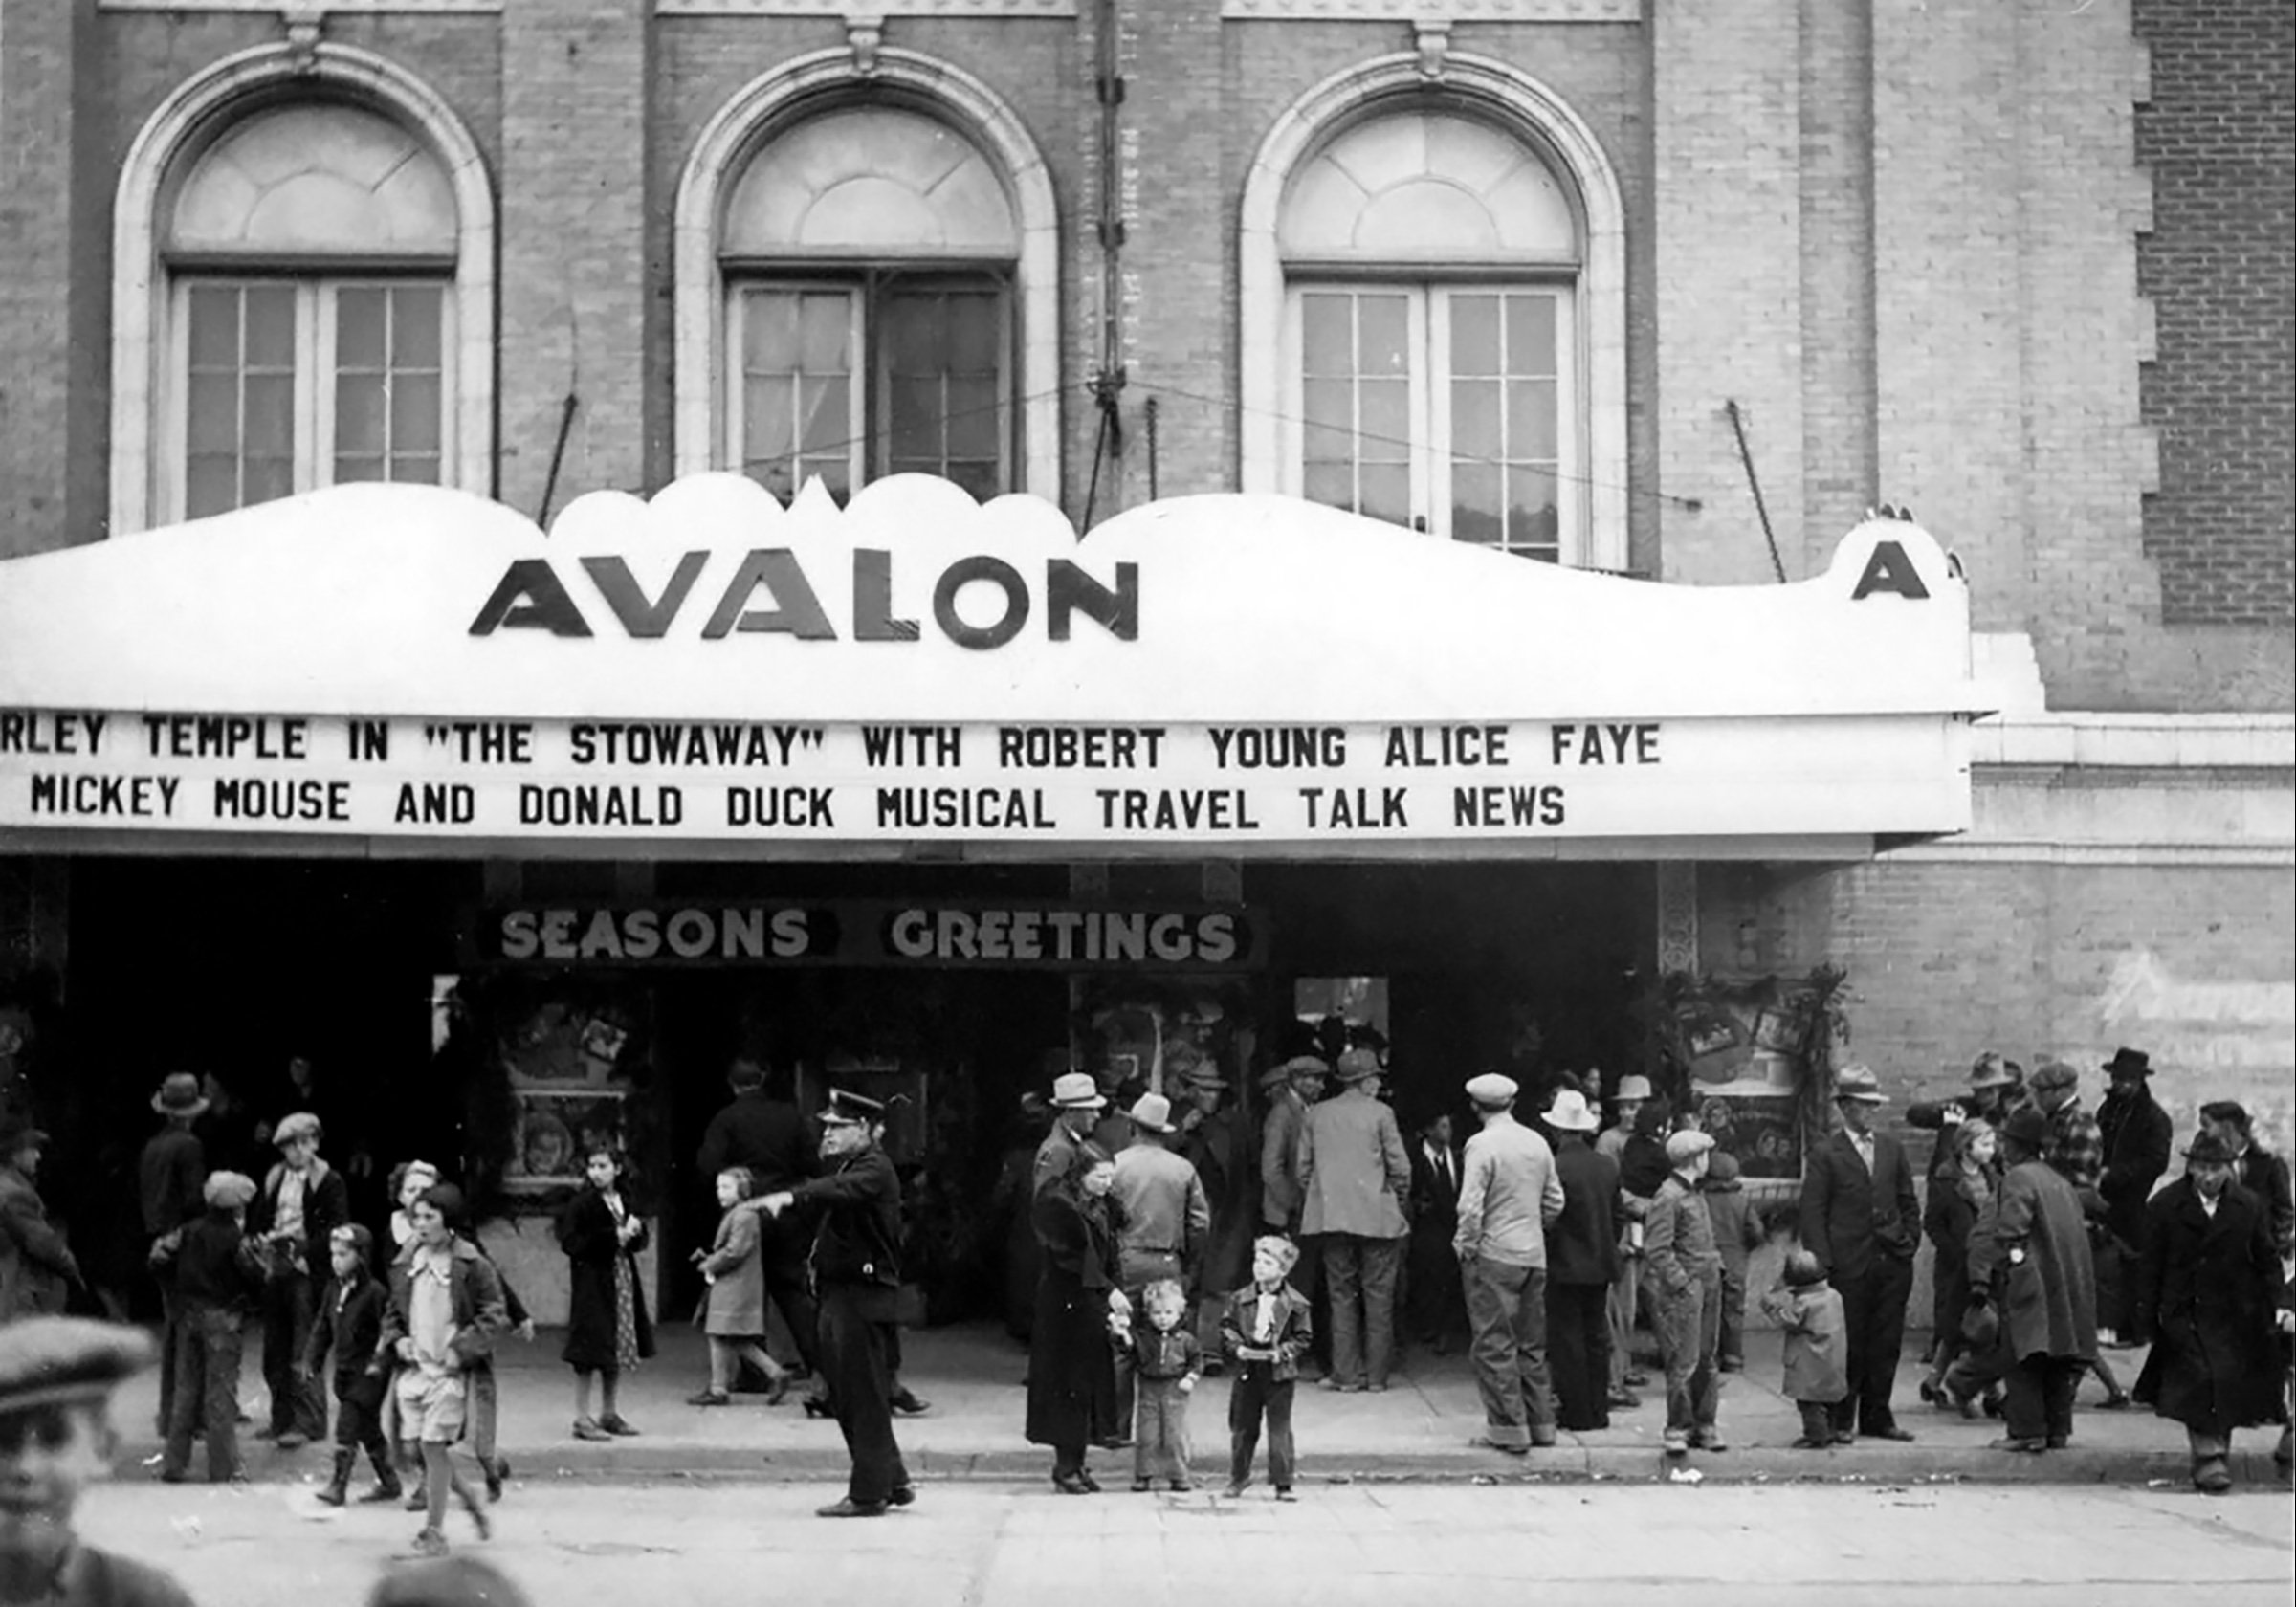 AVALON
A
RLEY TEMPLE IN "THE STOWAWAY" WITH ROBERT YOUNG ALICE FAYE
MICKEY MOUSE AND DONALD DUCK MUSICAL TRAVEL TALK NEWS
SEASONS GREETINGS